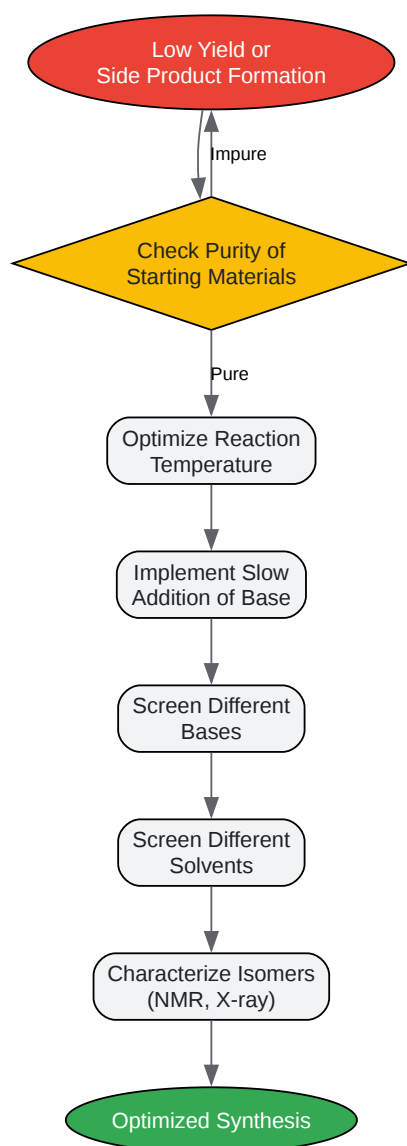 Low Yield or
Side Product Formation
Impure
Check Purity of
Starting Materials
Pure
Optimize Reaction
Temperature
Implement Slow
Addition of Base
Screen Different
Bases
Screen Different
Solvents
Characterize Isomers
(NMR, X-ray)
Optimized Synthesis